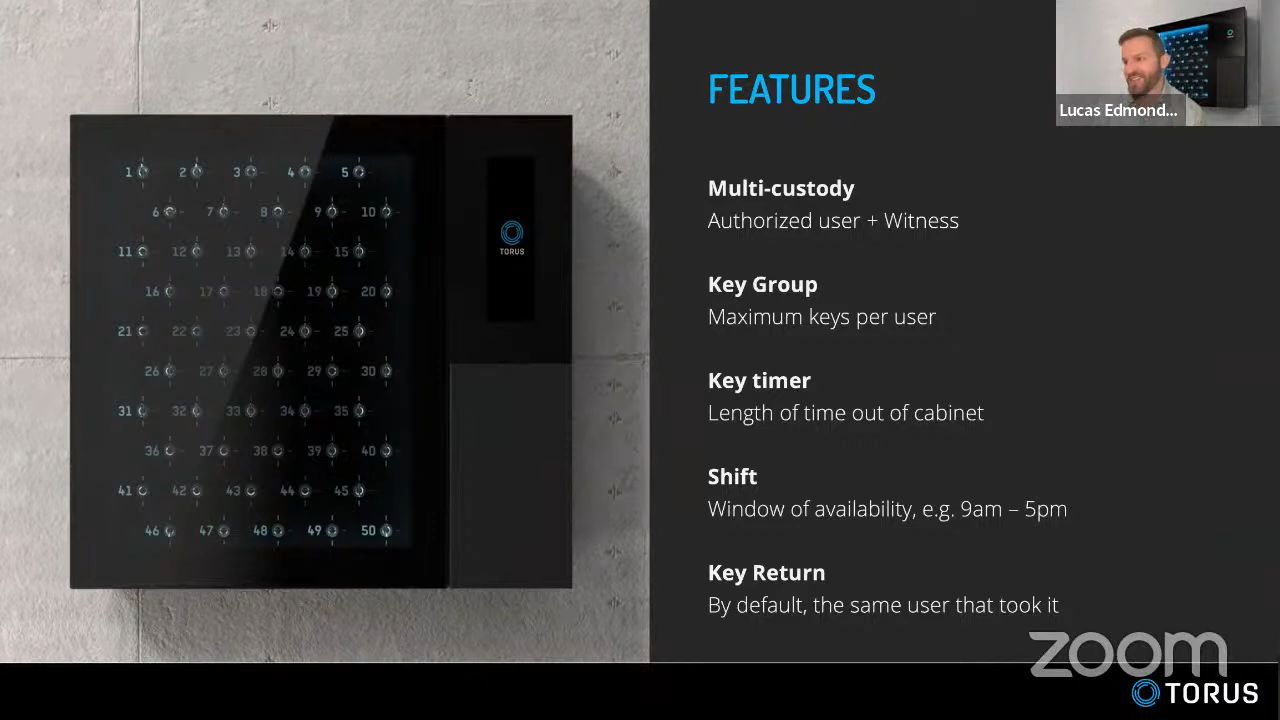 FEATURES
Lucas Edmond...
Multi-custody
Authorized user + Witness
Key Group
Maximum keys per user
Key timer
Length of time out of cabinet
Shift
Window of availability, e.g. 9am – 5pm
Key Return
By default, the same user that took it
1 2 3 4 5
6 7 8 9 10
11 12 13 14 15
16 17 18 19 20
21 22 23 24 25
26 27 28 29 30
31 32 33 34 35
36 37 38 39 40
41 42 43 44 45
46 47 48 49 50
TORUS
zoom
TORUS